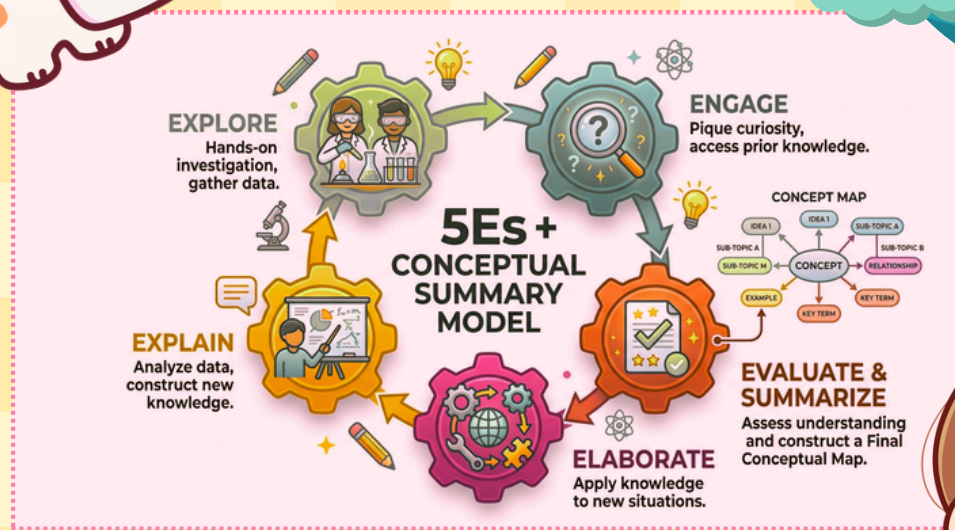 EXPLORE
Hands-on
investigation,
gather data.
ENGAGE
Pique curiosity,
access prior knowledge.
5Es +
CONCEPTUAL
SUMMARY
MODEL
CONCEPT MAP
IDEA 1
IDEA 1
SUB-TOPIC A
SUB-TOPIC A
SUB-TOPIC B
SUB-TOPIC M
CONCEPT
RELATIONSHIP
EXAMPLE
KEY TERM
KEY TERM
EXPLAIN
Analyze data,
construct new
knowledge.
EVALUATE &
SUMMARIZE
Assess understanding
and construct a Final
Conceptual Map.
ELABORATE
Apply knowledge
to new situations.